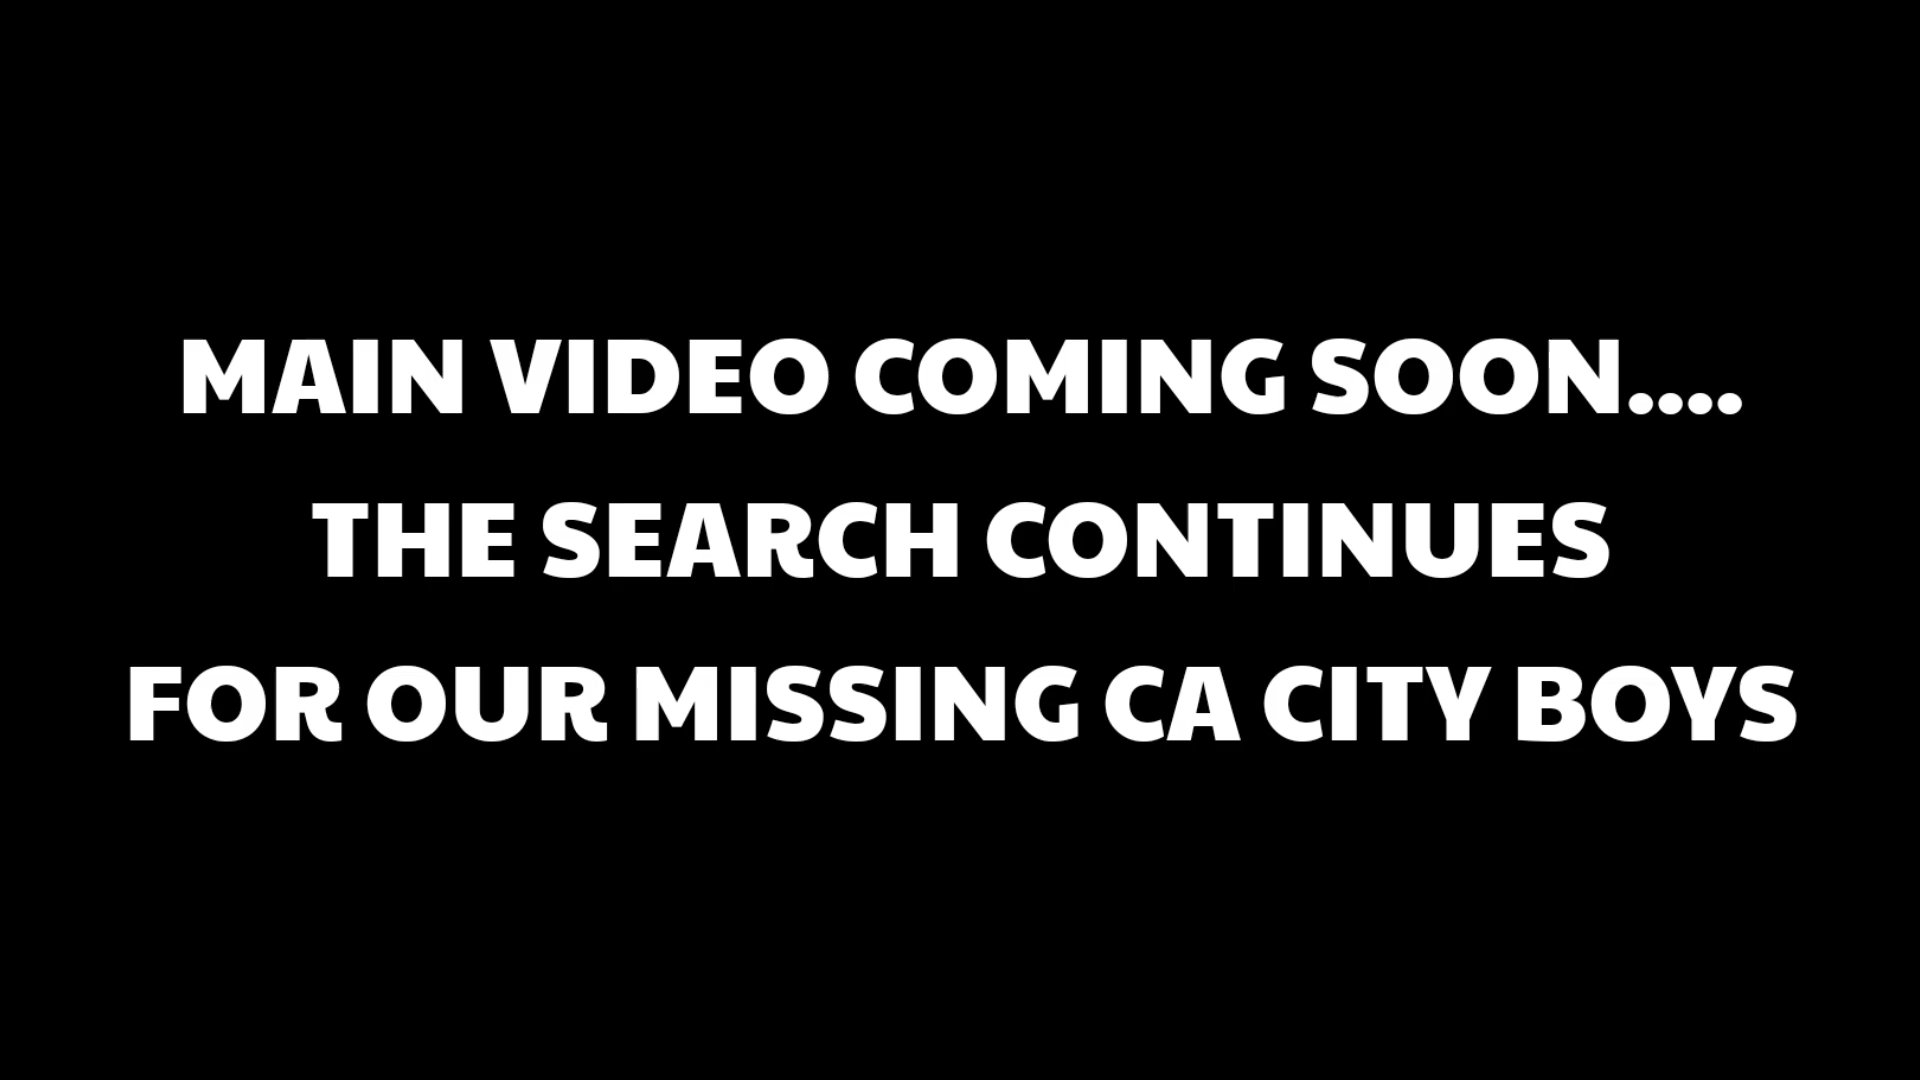 MAIN VIDEO COMING SOON....
THE SEARCH CONTINUES
FOR OUR MISSING CA CITY BOYS